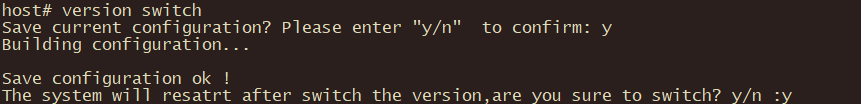 host# version switch
Save current configuration? Please enter "y/n"  to confirm: y
Building configuration...
Save configuration ok !
The system will resatrt after switch the version,are you sure to switch? y/n :y